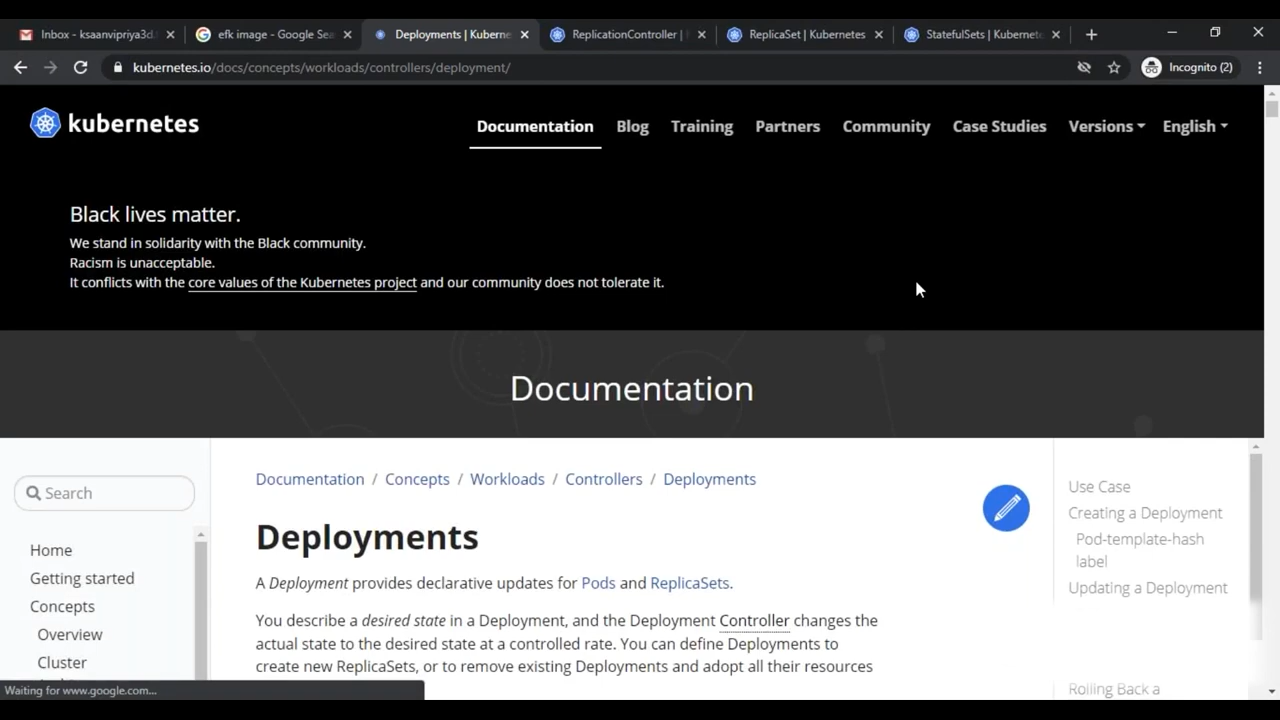 Inbox - ksaanvipriya3d.
efk image - Google Sea
Deployments | Kuberne
ReplicationController |
ReplicaSet | Kubernetes
StatefulSets | Kubernete
kubernetes.io/docs/concepts/workloads/controllers/deployment/
Incognito (2)
kubernetes
Documentation
Blog
Training
Partners
Community
Case Studies
Versions
English
Black lives matter.
We stand in solidarity with the Black community.
Racism is unacceptable.
It conflicts with the core values of the Kubernetes project and our community does not tolerate it.
Documentation
Search
Home
Getting started
Concepts
Overview
Cluster
Documentation / Concepts / Workloads / Controllers / Deployments
Deployments
A Deployment provides declarative updates for Pods and ReplicaSets.
You describe a desired state in a Deployment, and the Deployment Controller changes the
actual state to the desired state at a controlled rate. You can define Deployments to
create new ReplicaSets, or to remove existing Deployments and adopt all their resources
Use Case
Creating a Deployment
Pod-template-hash
label
Updating a Deployment
Rolling Back a
Waiting for www.google.com...